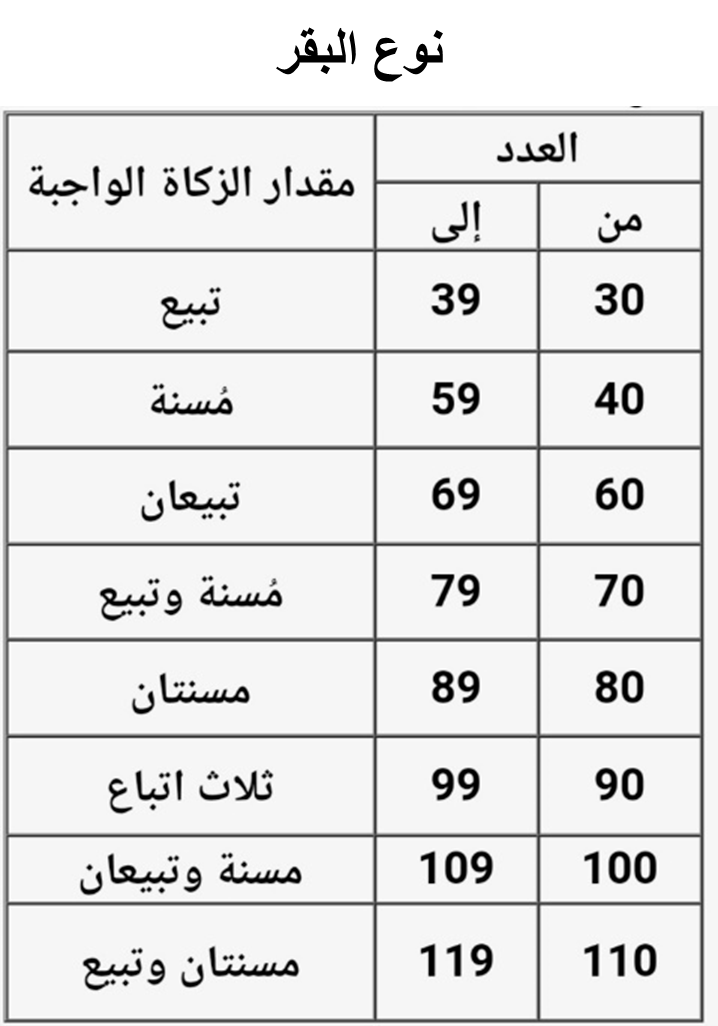 نوع البقر
العدد مقدار الزكاة الواجبة
من إلى
30 39 تبيع
40 59 مُسنة
60 69 تبيعان
70 79 مُسنة وتبيع
80 89 مسنتان
90 99 ثلاث اتباع
100 109 مسنة وتبيعان
110 119 مسنتان وتبيع